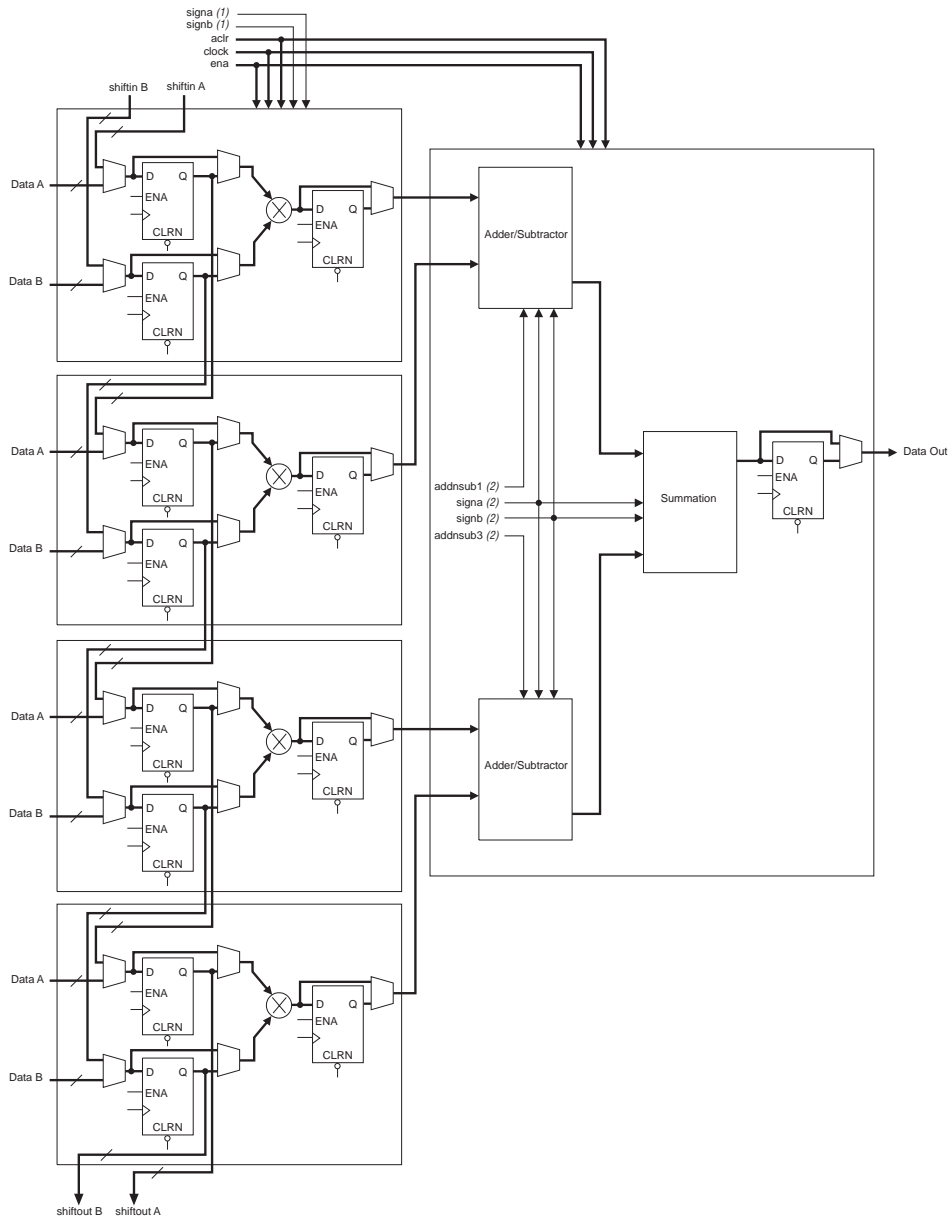 signa (1)
signb (1)
aclr
clock
ena
shiftin B
shiftin A
Data A
D Q
ENA
CLRN
D Q
ENA
CLRN
Data B
D Q
ENA
CLRN
Adder/Subtractor
Data A
D Q
ENA
CLRN
D Q
ENA
CLRN
Data B
D Q
ENA
CLRN
addnsub1 (2)
signa (2)
signb (2)
addnsub3 (2)
Summation
D Q
ENA
CLRN
Data Out
Data A
D Q
ENA
CLRN
D Q
ENA
CLRN
Data B
D Q
ENA
CLRN
Adder/Subtractor
Data A
D Q
ENA
CLRN
D Q
ENA
CLRN
Data B
D Q
ENA
CLRN
shiftout B
shiftout A